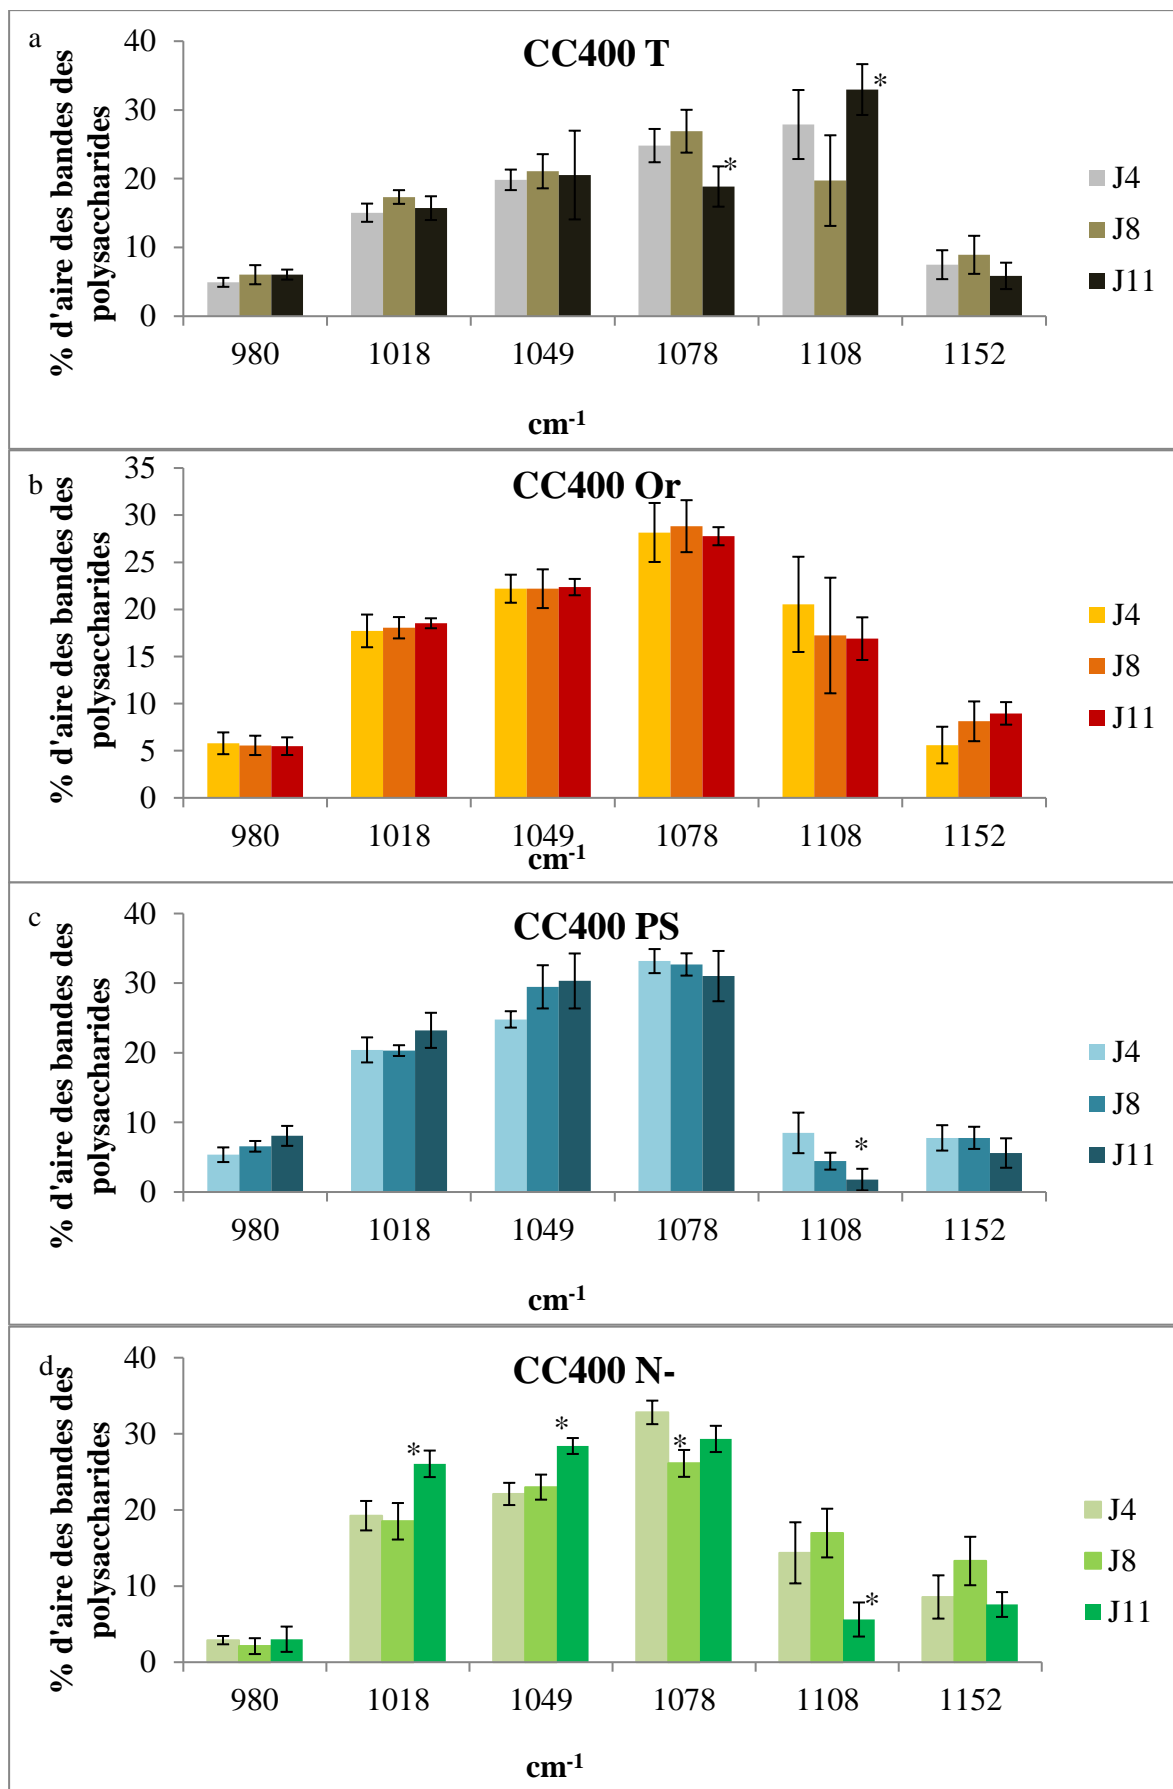 a
CC400 T
% d'aire des bandes des
polysaccharides
40
30
20
10
0
*
*
980 1018 1049 1078 1108 1152
cm-1
J4
J8
J11
b
CC400 Or
% d'aire des bandes des
polysaccharides
35
30
25
20
15
10
5
0
980 1018 1049 1078 1108 1152
cm-1
J4
J8
J11
c
CC400 PS
% d'aire des bandes des
polysaccharides
40
30
20
10
0
*
980 1018 1049 1078 1108 1152
cm-1
J4
J8
J11
d
CC400 N-
% d'aire des bandes des
polysaccharides
40
30
20
10
0
*
*
*
*
980 1018 1049 1078 1108 1152
cm-1
J4
J8
J11